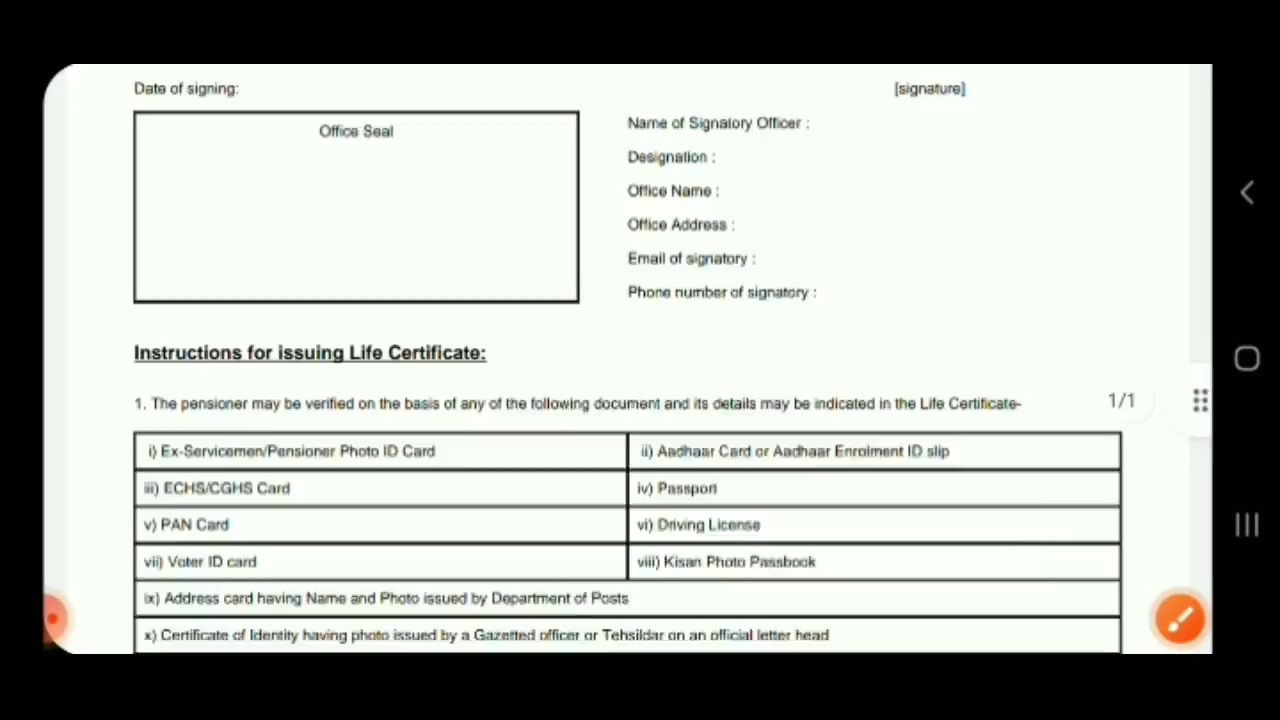 Date of signing: [signature]
Office Seal
Name of Signatory Officer :
Designation :
Office Name :
Office Address :
Email of signatory :
Phone number of signatory :
Instructions for issuing Life Certificate:
1. The pensioner may be verified on the basis of any of the following document and its details may be indicated in the Life Certificate-
1/1
i) Ex-Servicemen/Pensioner Photo ID Card
ii) Aadhaar Card or Aadhaar Enrolment ID slip
iii) ECHS/CGHS Card
iv) Passport
v) PAN Card
vi) Driving License
vii) Voter ID card
viii) Kisan Photo Passbook
ix) Address card having Name and Photo issued by Department of Posts
x) Certificate of Identity having photo issued by a Gazetted officer or Tehsildar on an official letter head